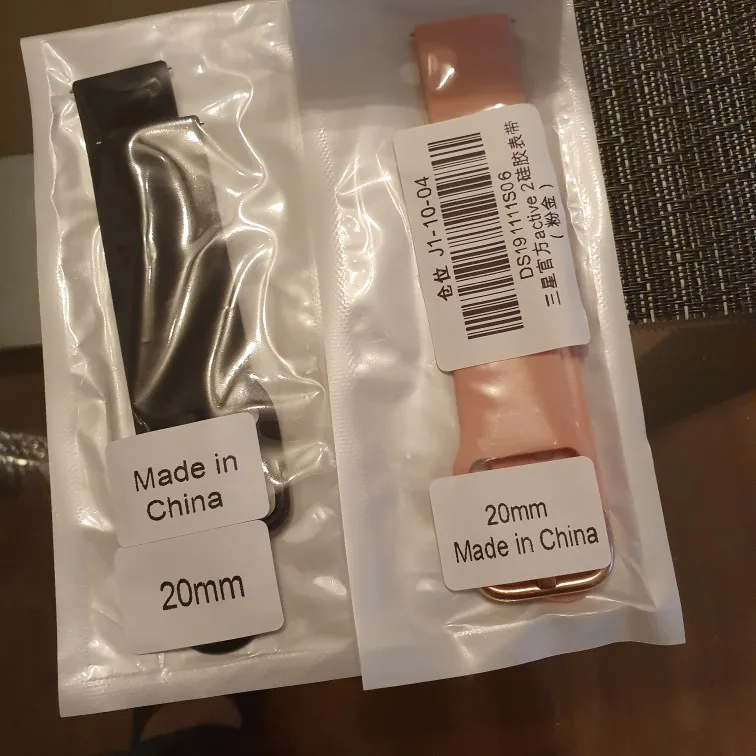 Made in
China
20mm
仓位 J1-10-04
DS191111S06
三星官方active 2硅胶表带
(粉金)
20mm
Made in China